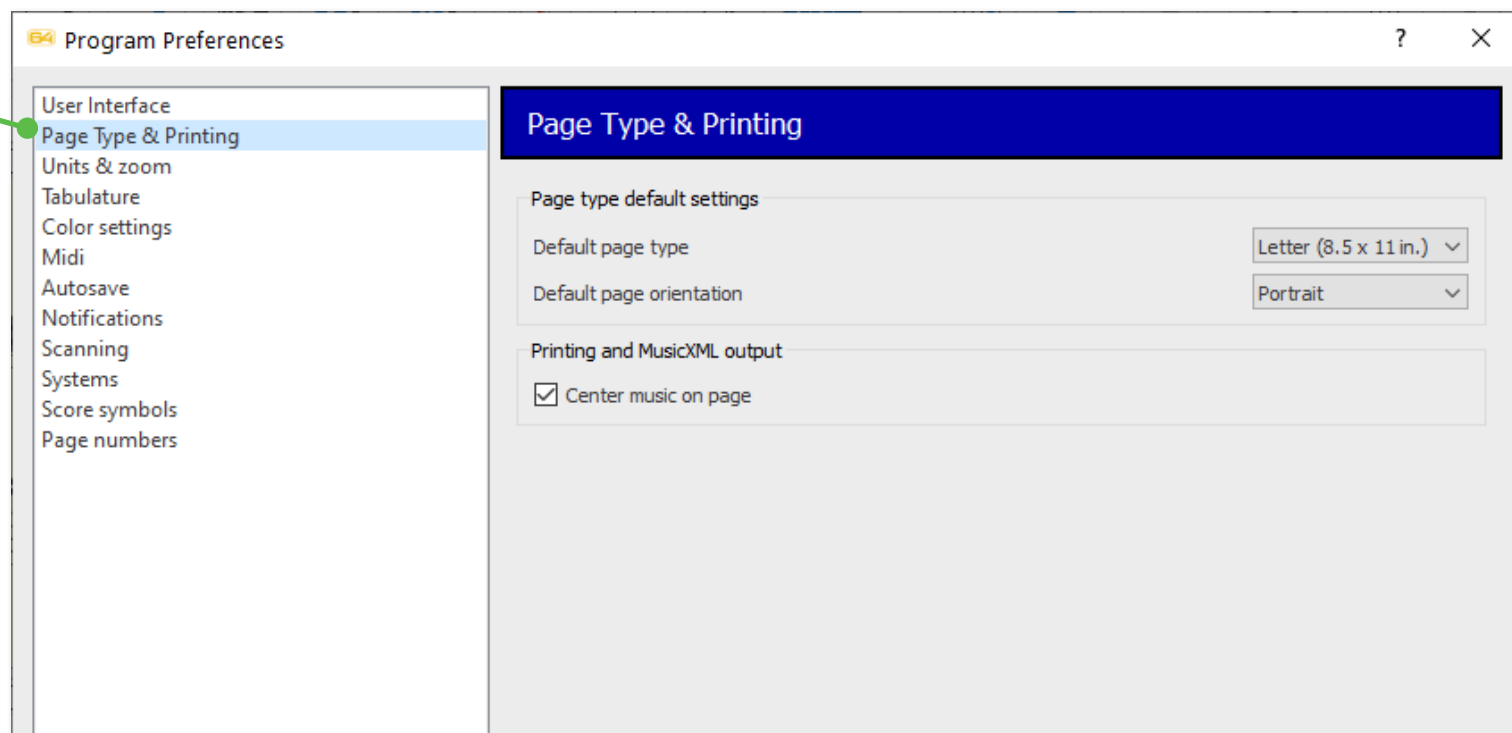 64 Program Preferences ?
User Interface
Page Type & Printing
Units & zoom
Tabulature
Color settings
Midi
Autosave
Notifications
Scanning
Systems
Score symbols
Page numbers
Page Type & Printing
Page type default settings
Default page type Letter (8.5 x 11 in.)
Default page orientation Portrait
Printing and MusicXML output
Center music on page